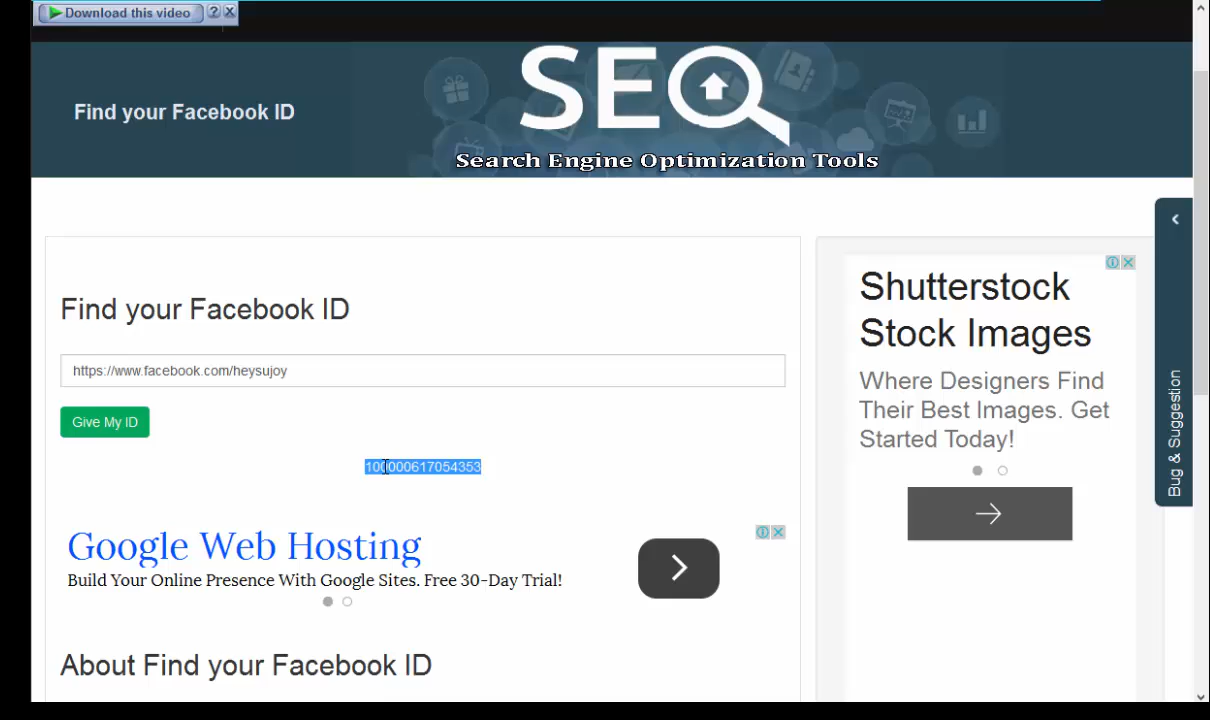 Download this video
?
X
Find your Facebook ID
SEO
Search Engine Optimization Tools
Find your Facebook ID
https://www.facebook.com/heysujoy
Give My ID
100000617054353
Google Web Hosting
Build Your Online Presence With Google Sites. Free 30-Day Trial!
About Find your Facebook ID
Shutterstock
Stock Images
Where Designers Find
Their Best Images. Get
Started Today!
Bug & Suggestion